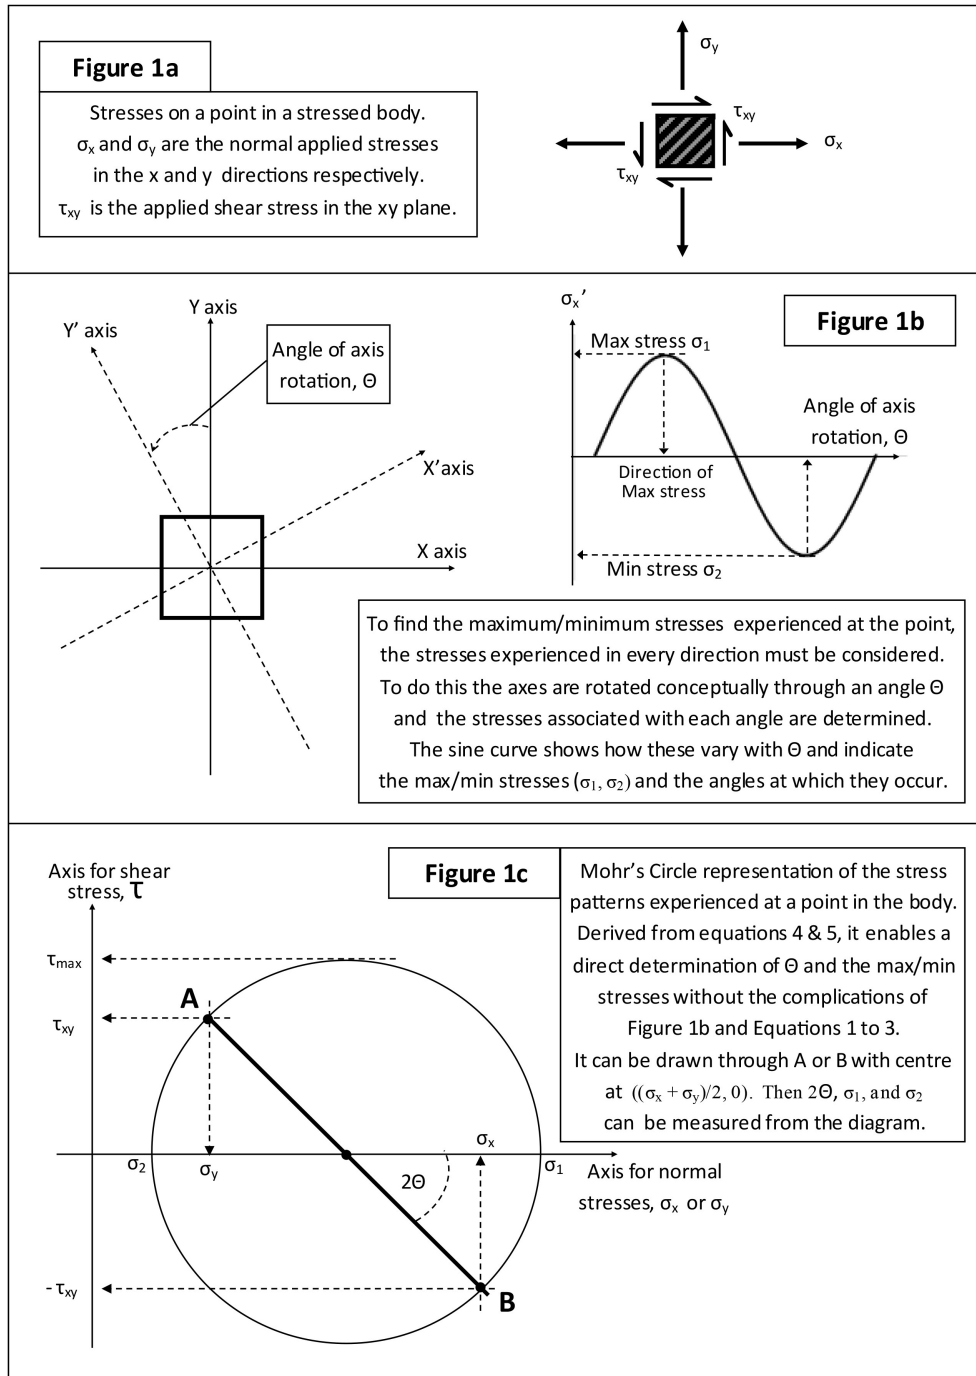 Figure 1a
Stresses on a point in a stressed body.
σx and σy are the normal applied stresses
in the x and y directions respectively.
τxy is the applied shear stress in the xy plane.
σy
τxy
σx
τxy
Figure 1b
Y axis
Y’ axis
Angle of axis
rotation, Θ
X’axis
X axis
σx’
Max stress σ1
Angle of axis
rotation, Θ
Direction of
Max stress
Min stress σ2
To find the maximum/minimum stresses experienced at the point,
the stresses experienced in every direction must be considered.
To do this the axes are rotated conceptually through an angle Θ
and the stresses associated with each angle are determined.
The sine curve shows how these vary with Θ and indicate
the max/min stresses (σ1, σ2) and the angles at which they occur.
Figure 1c
Mohr’s Circle representation of the stress
patterns experienced at a point in the body.
Derived from equations 4 & 5, it enables a
direct determination of Θ and the max/min
stresses without the complications of
Figure 1b and Equations 1 to 3.
It can be drawn through A or B with centre
at ((σx + σy)/2, 0). Then 2Θ, σ1, and σ2
can be measured from the diagram.
Axis for shear
stress, τ
τmax
A
τxy
σx
σ2
σy
σ1
2Θ
Axis for normal
stresses, σx or σy
- τxy
B